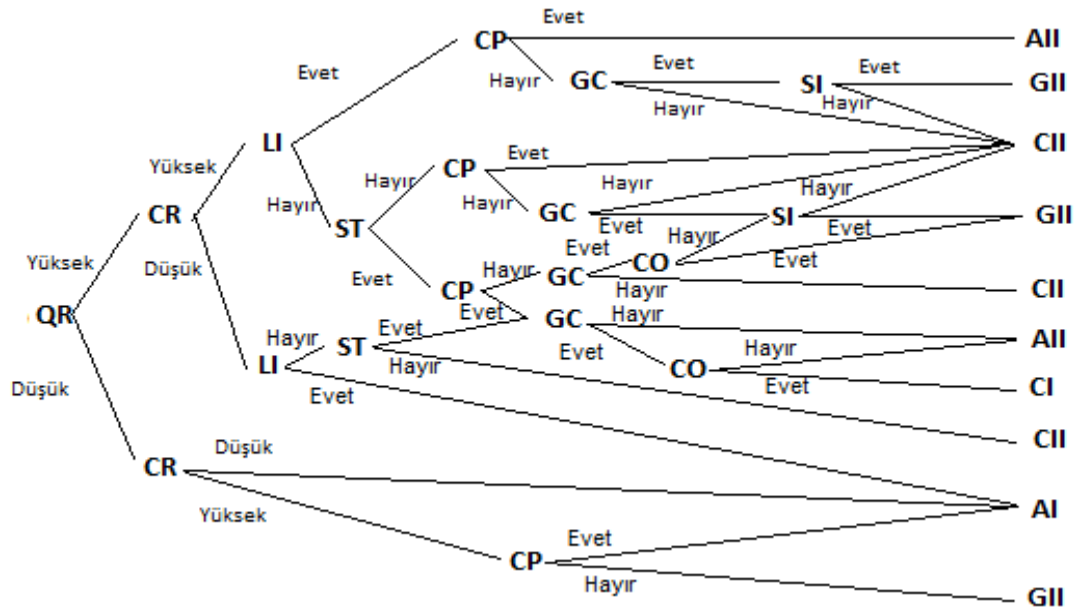 Evet
CP
AII
Evet
Hayır
GC
Evet
SI
Evet
GII
Hayır
Hayır
LI
CII
Yüksek
Hayır
CP
Evet
Hayır
Hayır
Hayır
CR
Hayır
ST
GC
Evet
SI
Evet
GII
Yüksek
Düşük
Evet
Evet
Hayır
CO
Evet
CP
Hayır
GC
Hayır
CII
QR
Evet
GC
Hayır
Hayır
ST
Evet
Evet
Hayır
AII
Düşük
LI
Hayır
CO
Evet
CI
Evet
CII
Düşük
CR
Yüksek
AI
Evet
CP
Hayır
GII